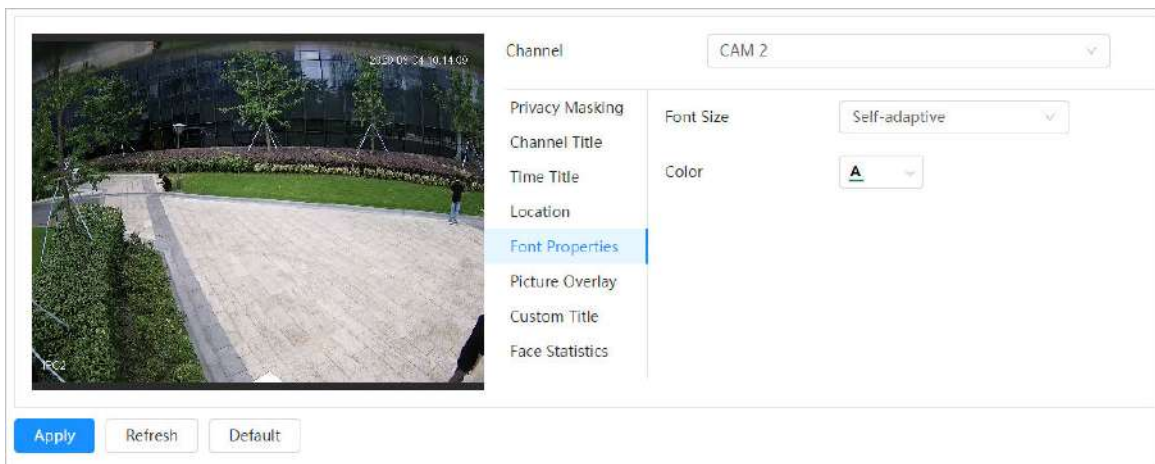 Channel
CAM 2
Privacy Masking
Channel Title
Time Title
Location
Font Properties
Picture Overlay
Custom Title
Face Statistics
Font Size
Self-adaptive
Color
A
IPC2
Apply
Refresh
Default